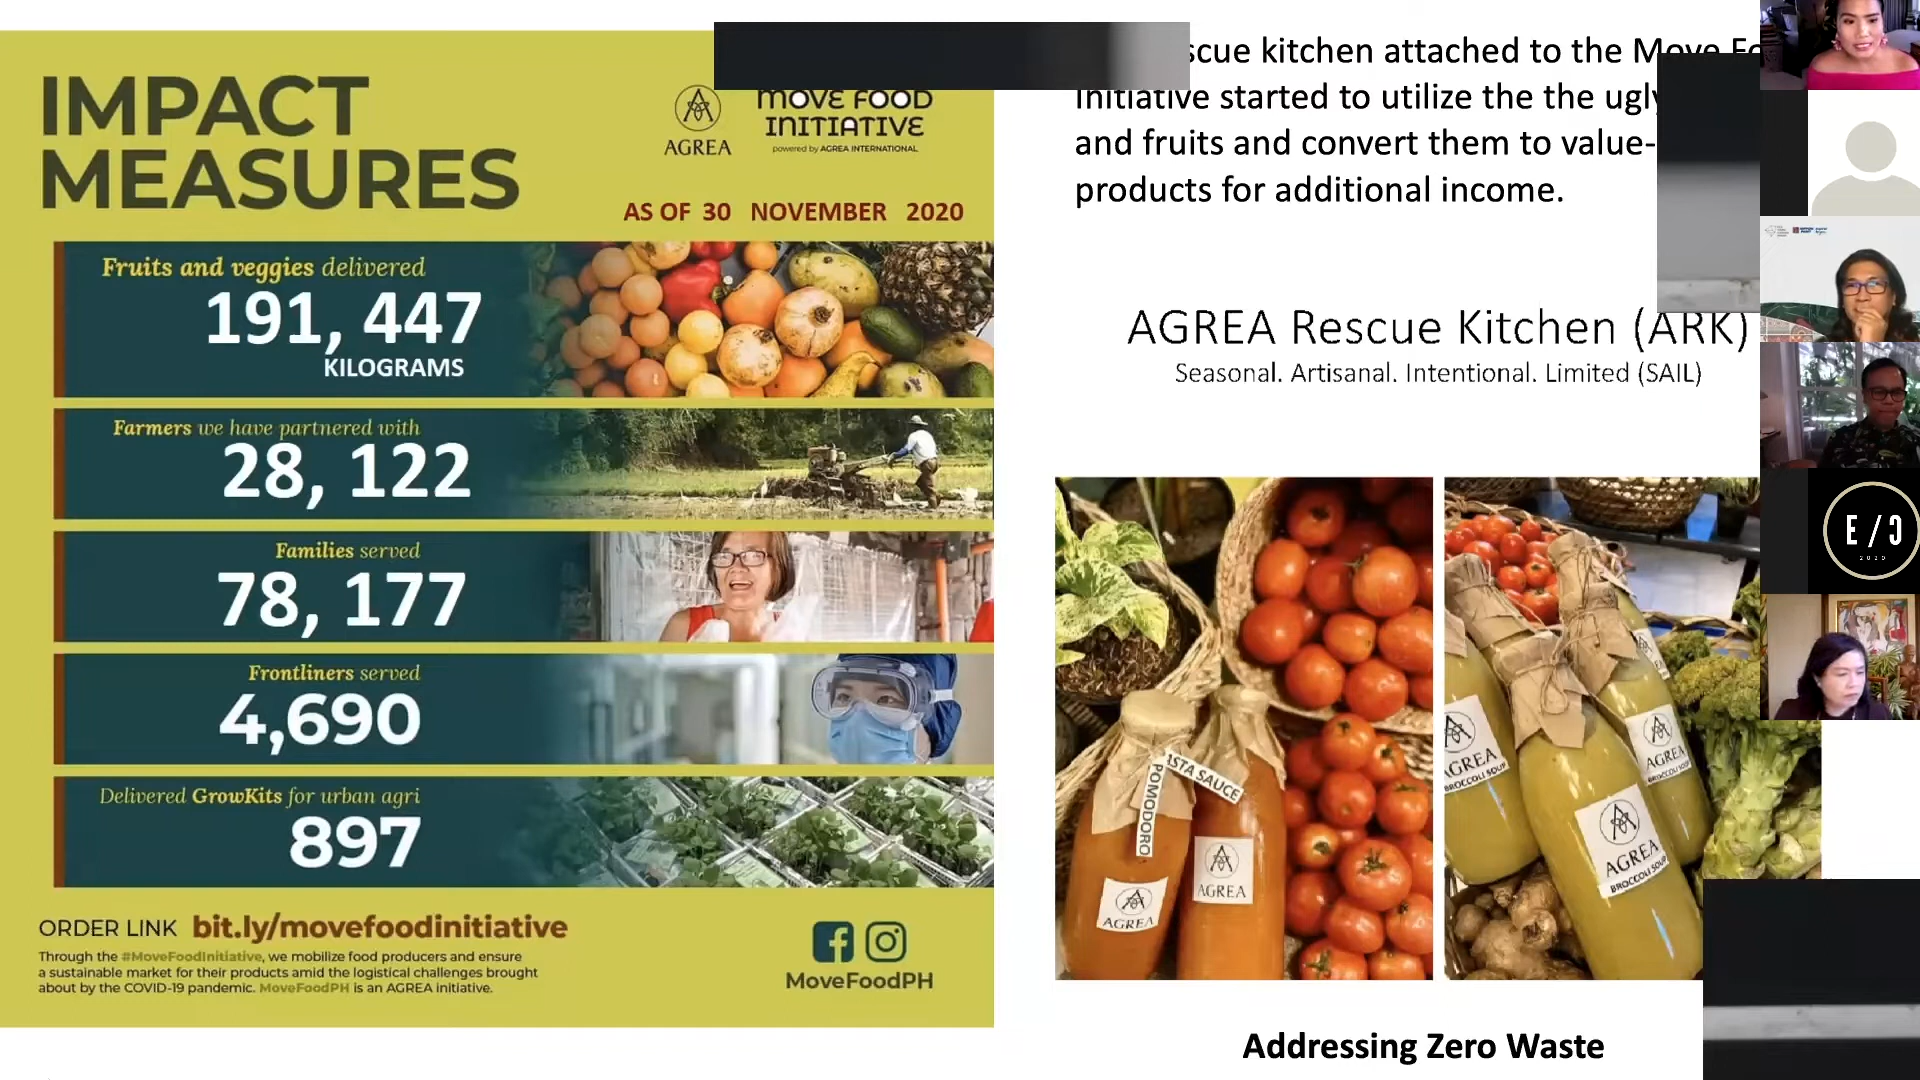 IMPACT
MEASURES
AGREA
MOVE FOOD
INITIATIVE
powered by AGREA INTERNATIONAL
AS OF 30 NOVEMBER 2020
Fruits and veggies delivered
191, 447
KILOGRAMS
Farmers we have partnered with
28, 122
Families served
78, 177
Frontliners served
4,690
Delivered GrowKits for urban agri
897
ORDER LINK bit.ly/movefoodinitiative
Through the #MoveFoodInitiative, we mobilize food producers and ensure
a sustainable market for their products amid the logistical challenges brought
about by the COVID-19 pandemic. MoveFoodPH is an AGREA initiative.
MoveFoodPH
kitchen attached to the Move
Initiative started to utilize the the
and fruits and convert them to value-
products for additional income.
AGREA Rescue Kitchen (ARK)
Seasonal. Artisanal. Intentional. Limited (SAIL)
POMODORO
SAUCE
AGREA
AGREA
AGREA
BROCCOLI SOUP
AGREA
BROCCOLI SOUP
AGREA
BROCCOLI SOUP
Addressing Zero Waste
E/C
2020